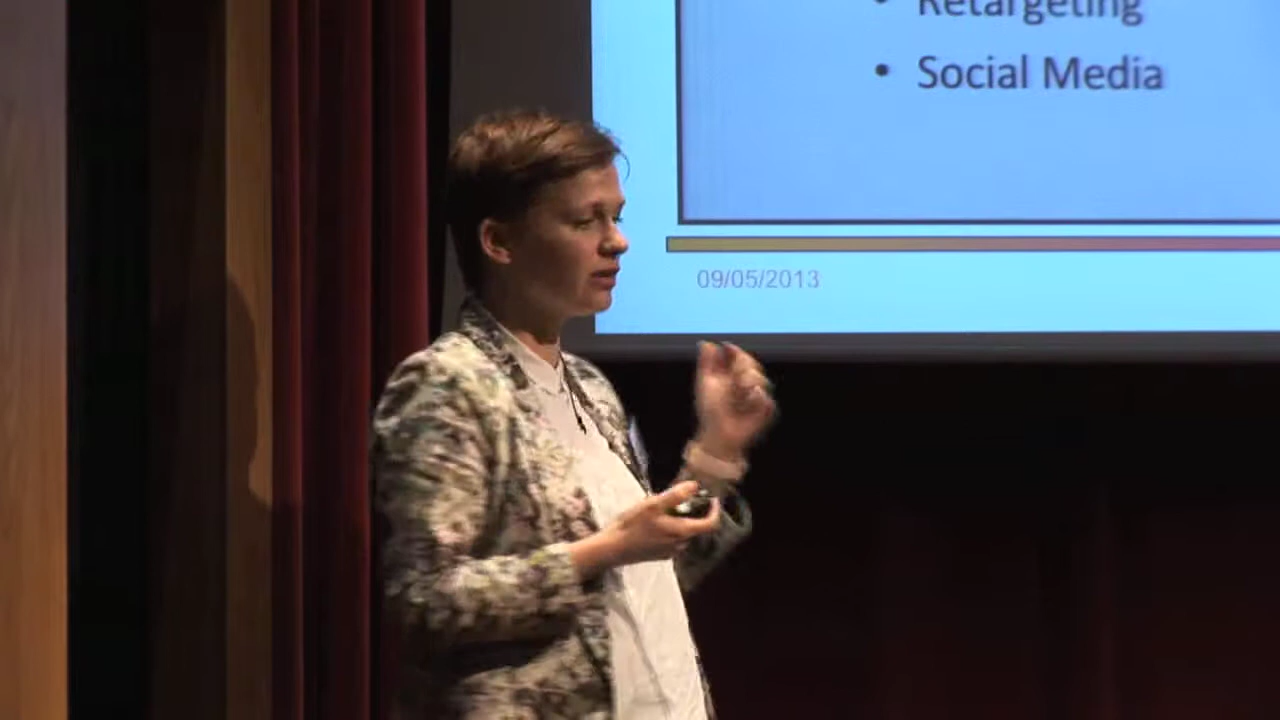 • Retargeting
• Social Media
09/05/2013